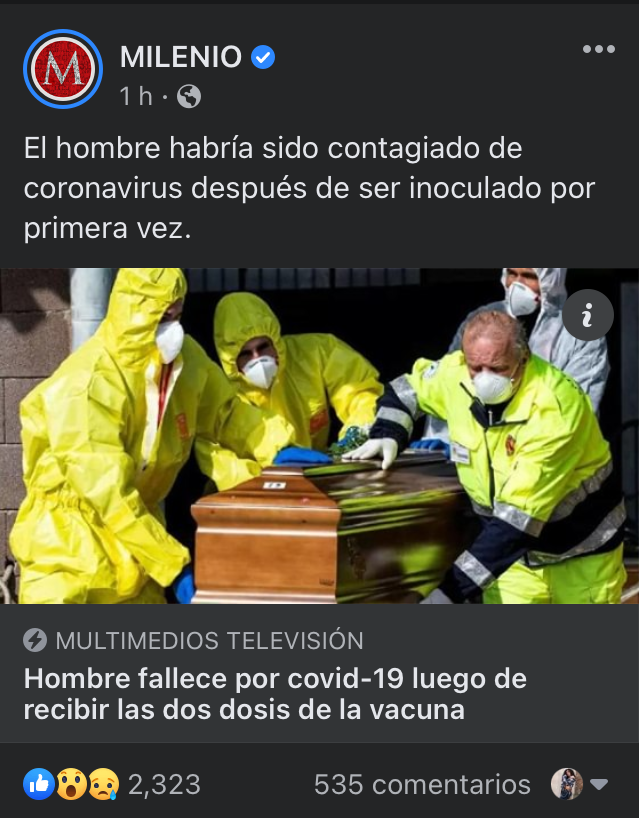 M
MILENIO
1 h ·
El hombre habría sido contagiado de
coronavirus después de ser inoculado por
primera vez.
i
MULTIMEDIOS TELEVISIÓN
Hombre fallece por covid-19 luego de
recibir las dos dosis de la vacuna
2,323
535 comentarios